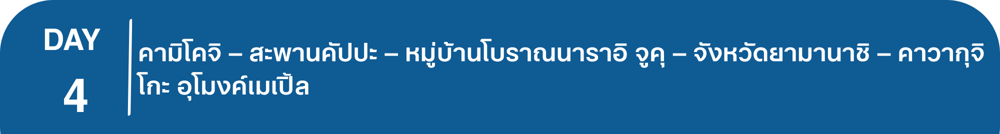 DAY
4
คามิโคจิ – สะพานคัปปะ – หมู่บ้านโบราณนาราอิ จูคุ – จังหวัดยามานาชิ – คาวากุจิ
โกะ อุโมงค์เมเปิ้ล